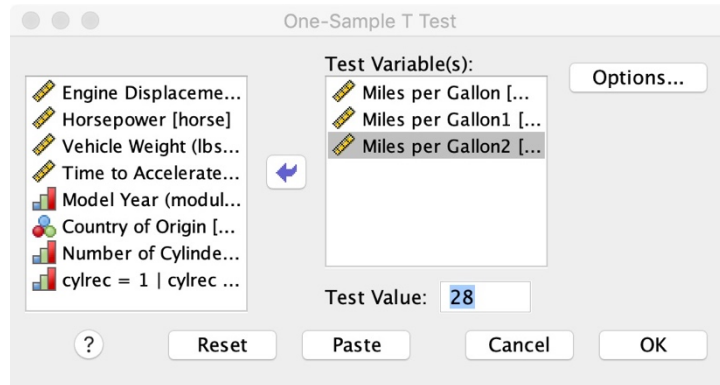 One-Sample T Test
Engine Displaceme...
Horsepower [horse]
Vehicle Weight (lbs...
Time to Accelerate...
Model Year (modul...
Country of Origin [...
Number of Cylinde...
cylrec = 1 | cylrec ...
Test Variable(s):
Miles per Gallon [...
Miles per Gallon1 [...
Miles per Gallon2 [...
Test Value: 28
Options...
? Reset Paste Cancel OK